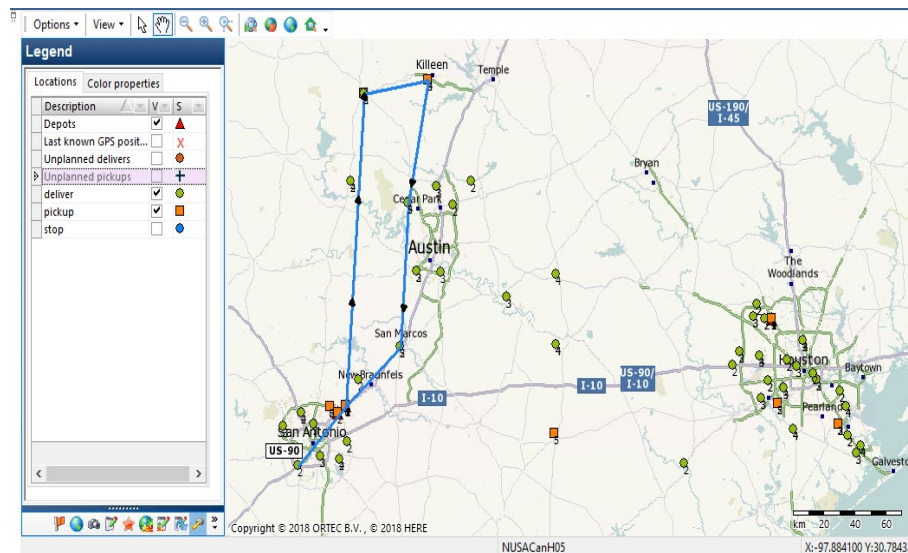 Options View
Legend
Locations Color properties
Description V S
Depots
Last known GPS posit... X
Unplanned delivers
Unplanned pickups
deliver
pickup
stop
Killeen
Temple
US-190/
I-45
Bryan
Cedar Park
Austin
The
Woodlands
San Marcos
New Braunfels
Houston
Baytown
US-90/
I-10
I-10
I-10
Pearland
San Antonio
US-90
Galvest
km 20 40 60
Copyright © 2018 ORTEC B.V. , © 2018 HERE
NUSACanH05 X:-97.884100 Y:30.7843